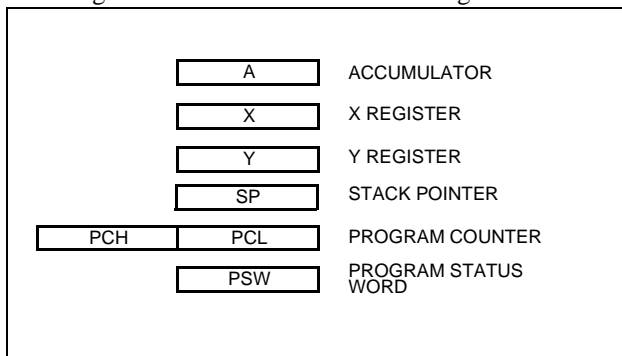 A ACCUMULATOR
X X REGISTER
Y Y REGISTER
SP STACK POINTER
PCH PCL PROGRAM COUNTER
PSW PROGRAM STATUS
WORD